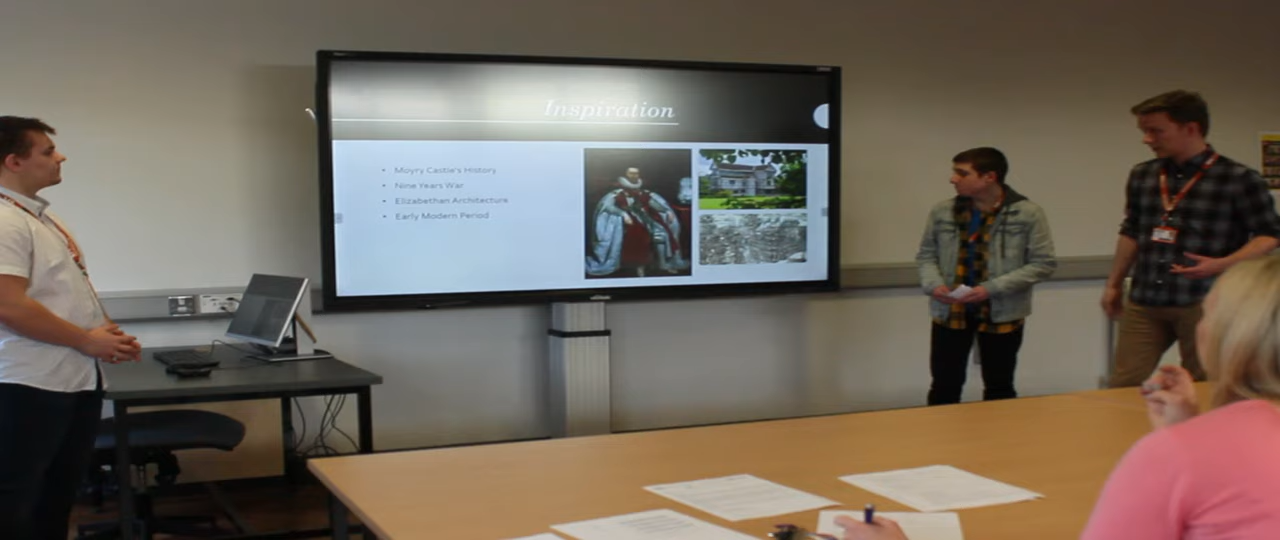 Inspiration
• Moyry Castle's History
• Nine Years War
• Elizabethan Architecture
• Early Modern Period